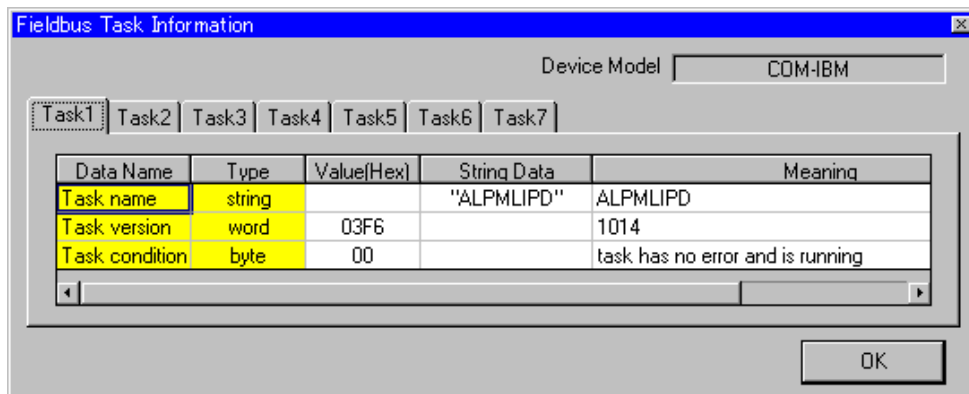 Fieldbus Task Information
Device Model COM-IBM
Task1 Task2 Task3 Task4 Task5 Task6 Task7
Data Name Type Value(Hex) String Data Meaning
Task name string "ALPMLIPD" ALPMLIPD
Task version word 03F6 1014
Task condition byte 00 task has no error and is running
OK